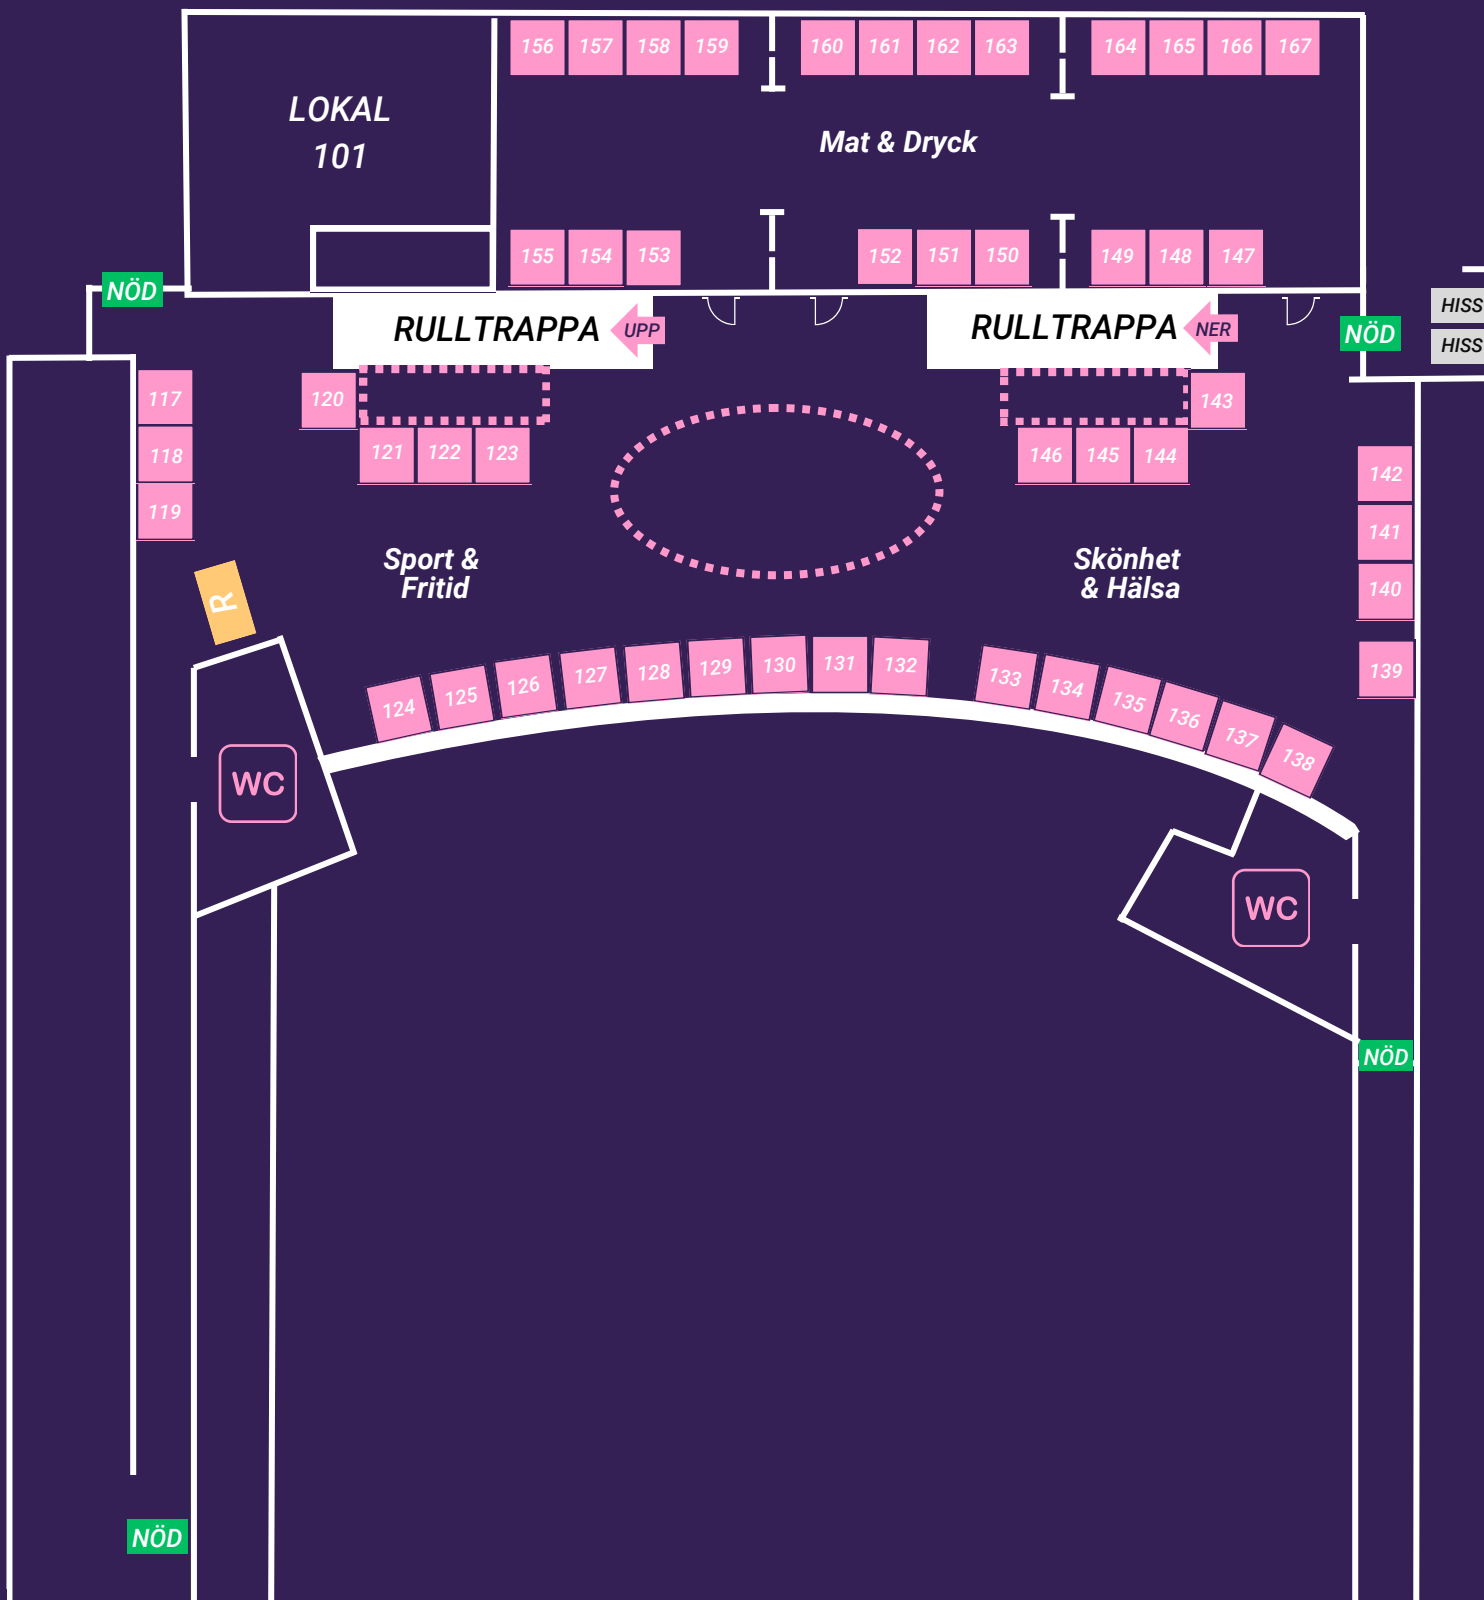 156 157 158 159 160 161 162 163 164 165 166 167
LOKAL
101
Mat & Dryck
155 154 153 152 151 150 149 148 147
NÖD
HISS
RULLTRAPPA UPP
RULLTRAPPA NER
NÖD
HISS
117
118
119
120
121 122 123
143
146 145 144
142
141
140
139
Sport &
Fritid
Skönhet
& Hälsa
R
124 125 126 127 128 129 130 131 132 133 134 135 136 137 138
WC
WC
NÖD
NÖD